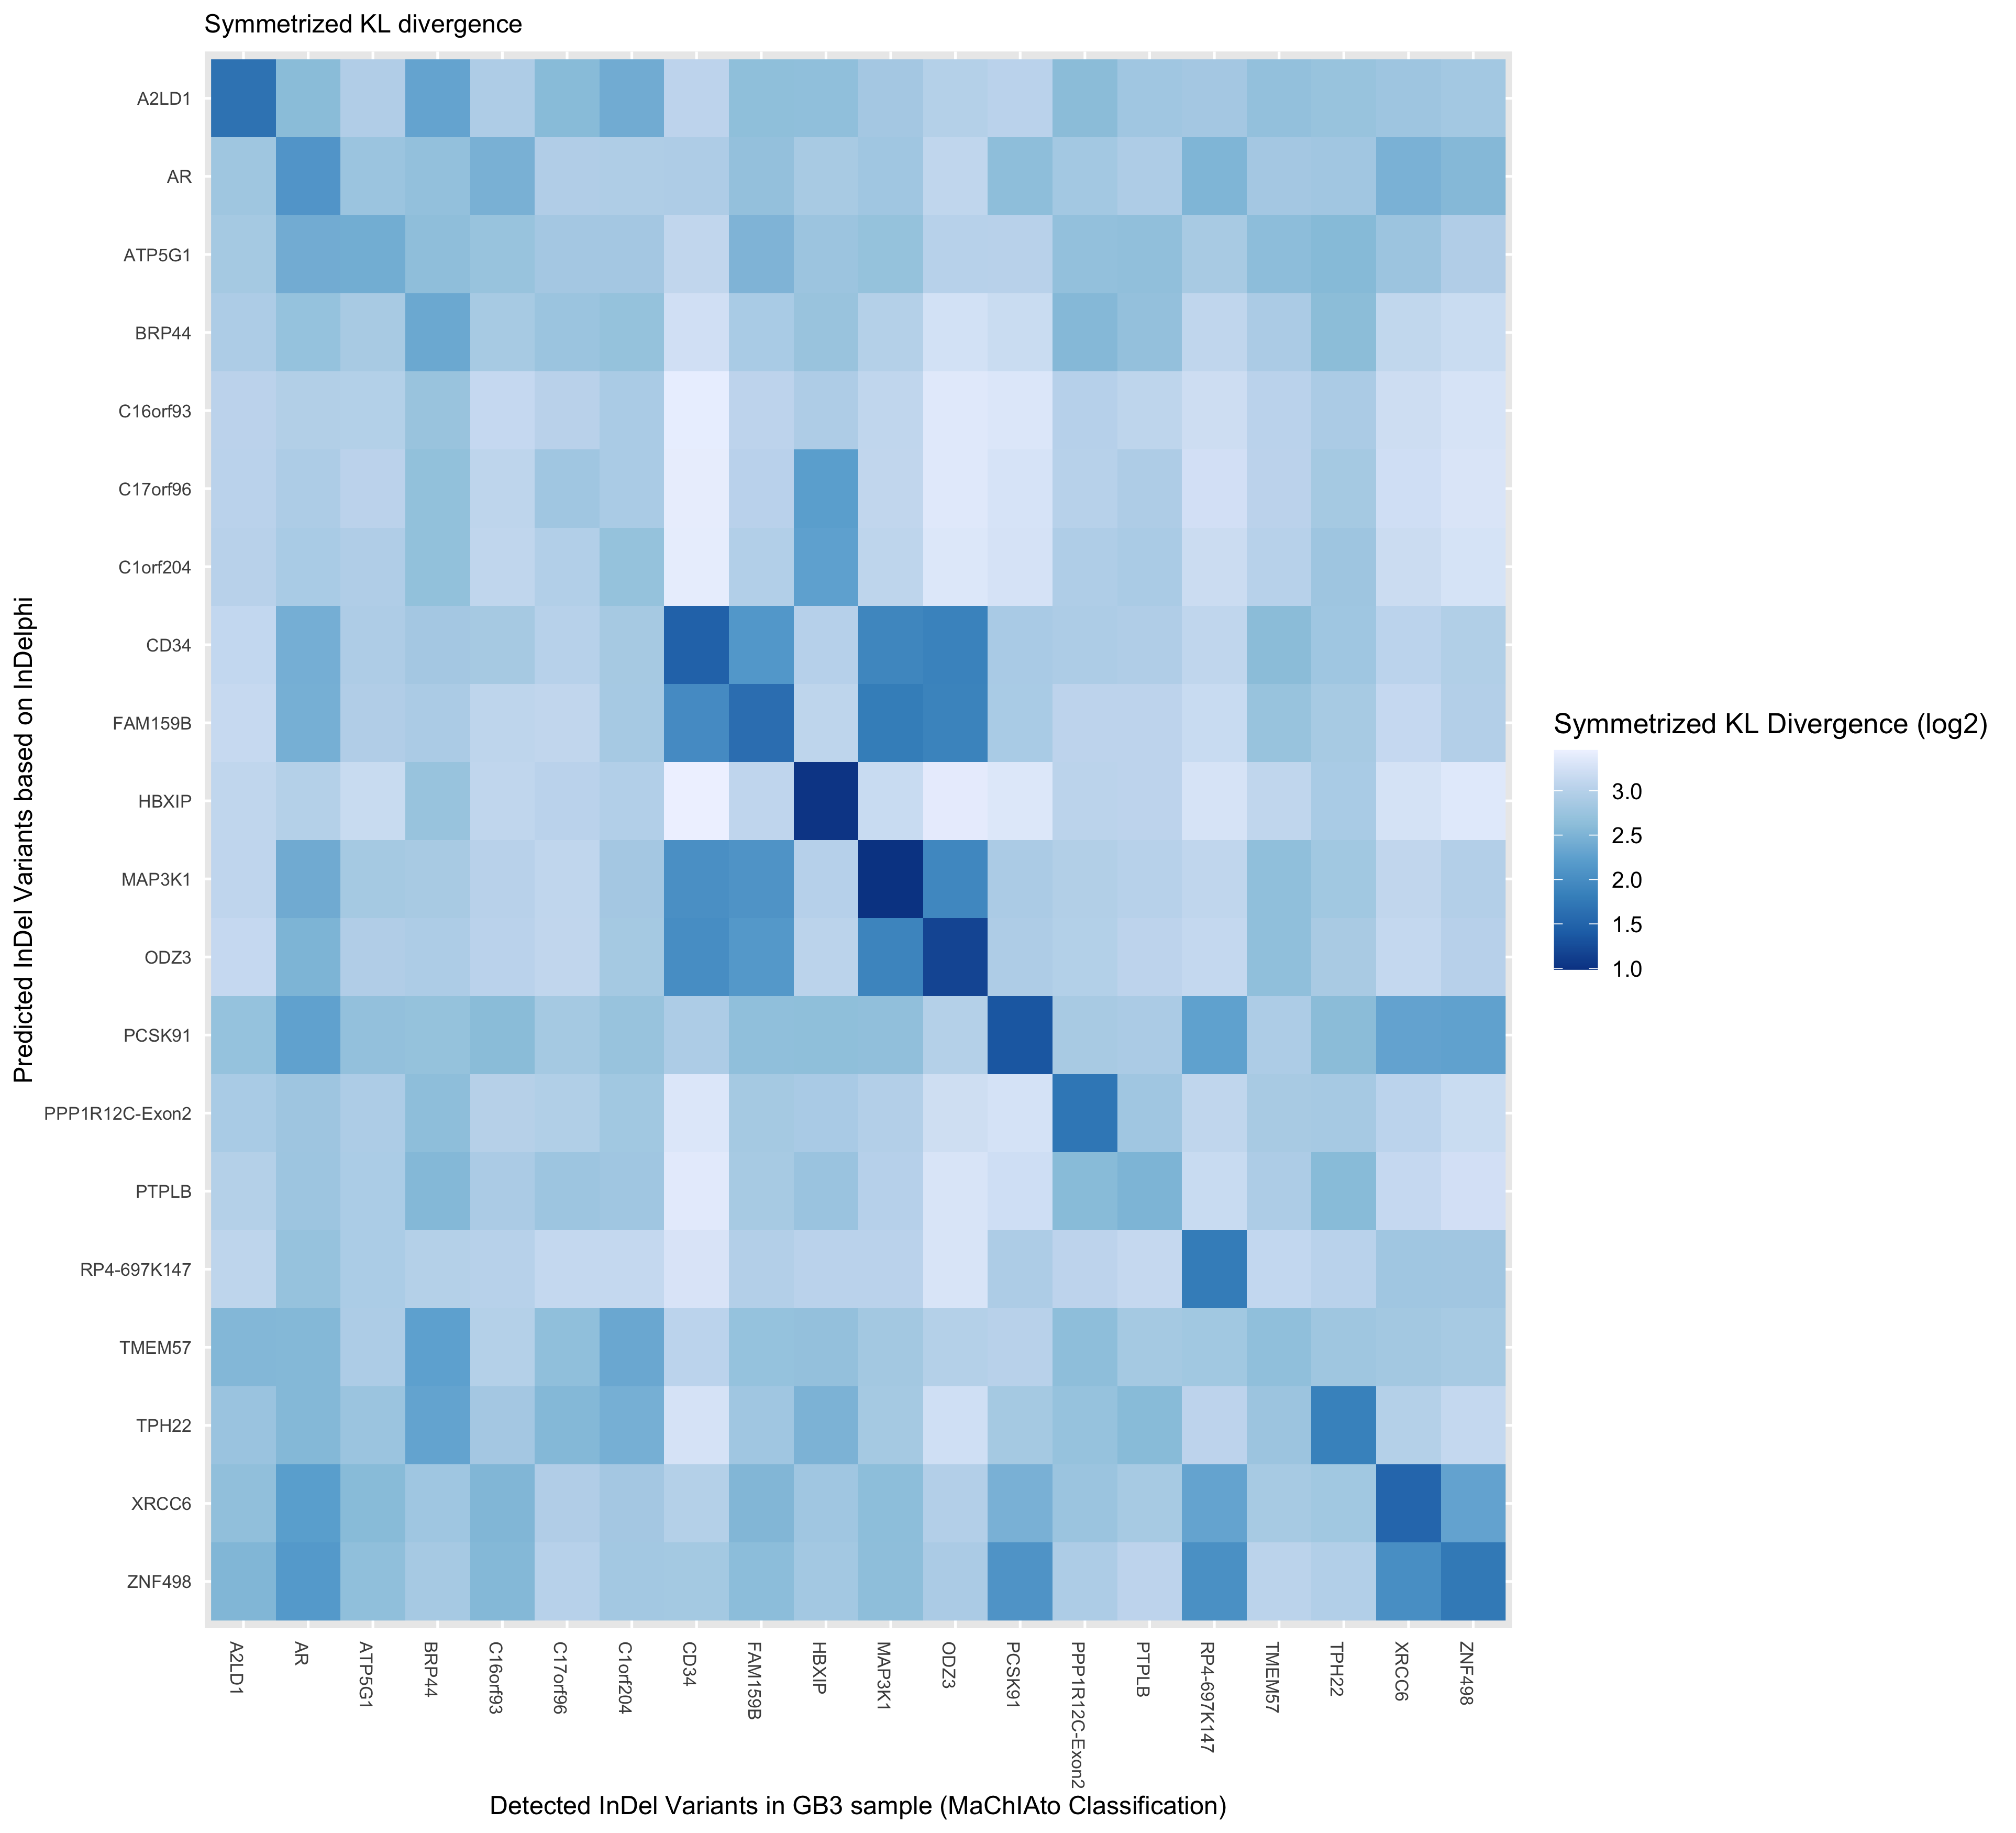 Symmetrized KL divergence
Predicted InDel Variants based on InDelphi
A2LD1
AR
ATP5G1
BRP44
C16orf93
C17orf96
C1orf204
CD34
FAM159B
HBXIP
MAP3K1
ODZ3
PCSK91
PPP1R12C-Exon2
PTPLB
RP4-697K147
TMEM57
TPH22
XRCC6
ZNF498
A2LD1
AR
ATP5G1
BRP44
C16orf93
C17orf96
C1orf204
CD34
FAM159B
HBXIP
MAP3K1
ODZ3
PCSK91
PPP1R12C-Exon2
PTPLB
RP4-697K147
TMEM57
TPH22
XRCC6
ZNF498
Detected InDel Variants in GB3 sample (MaChIAto Classification)
Symmetrized KL Divergence (log2)
3.0
2.5
2.0
1.5
1.0